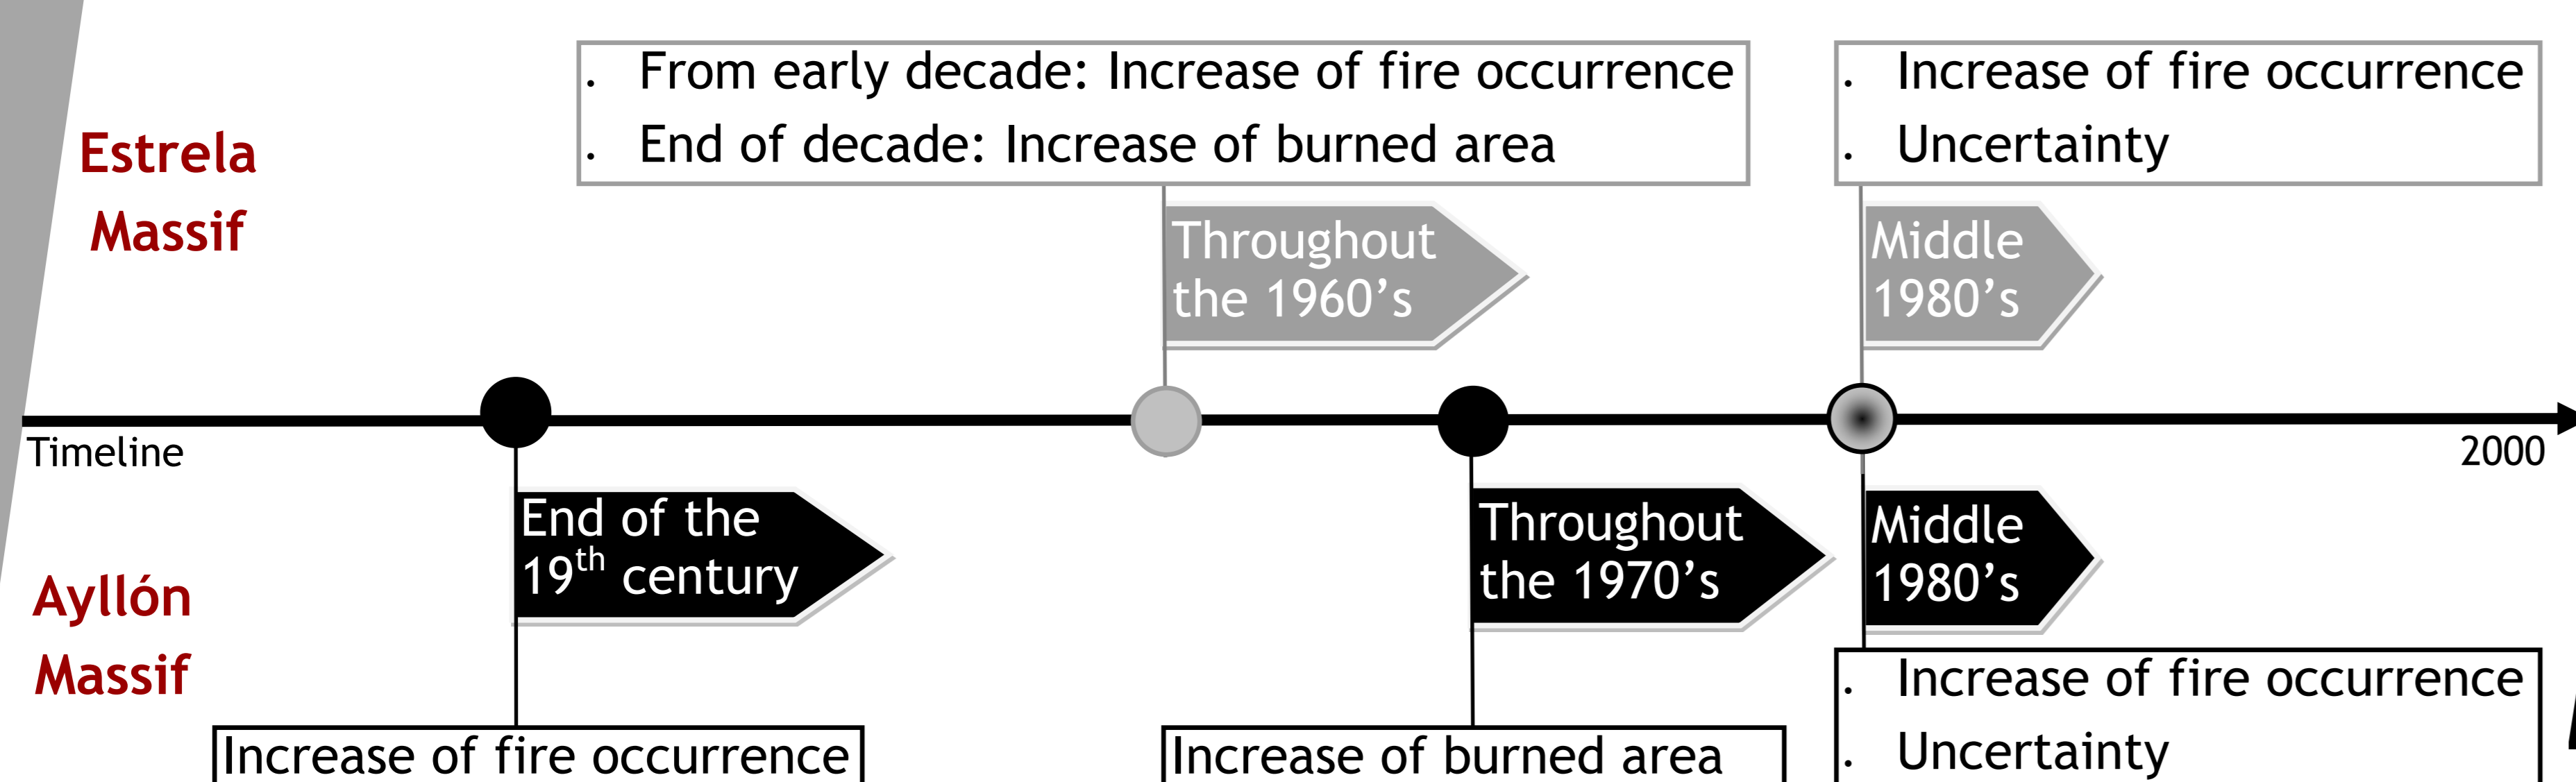 . From early decade: Increase of fire occurrence
. End of decade: Increase of burned area
. Increase of fire occurrence
. Uncertainty
Estrela
Massif
Throughout
the 1960’s
Middle
1980’s
Timeline
2000
End of the
19th century
Throughout
the 1970’s
Middle
1980’s
Ayllón
Massif
Increase of fire occurrence
Increase of burned area
. Increase of fire occurrence
. Uncertainty